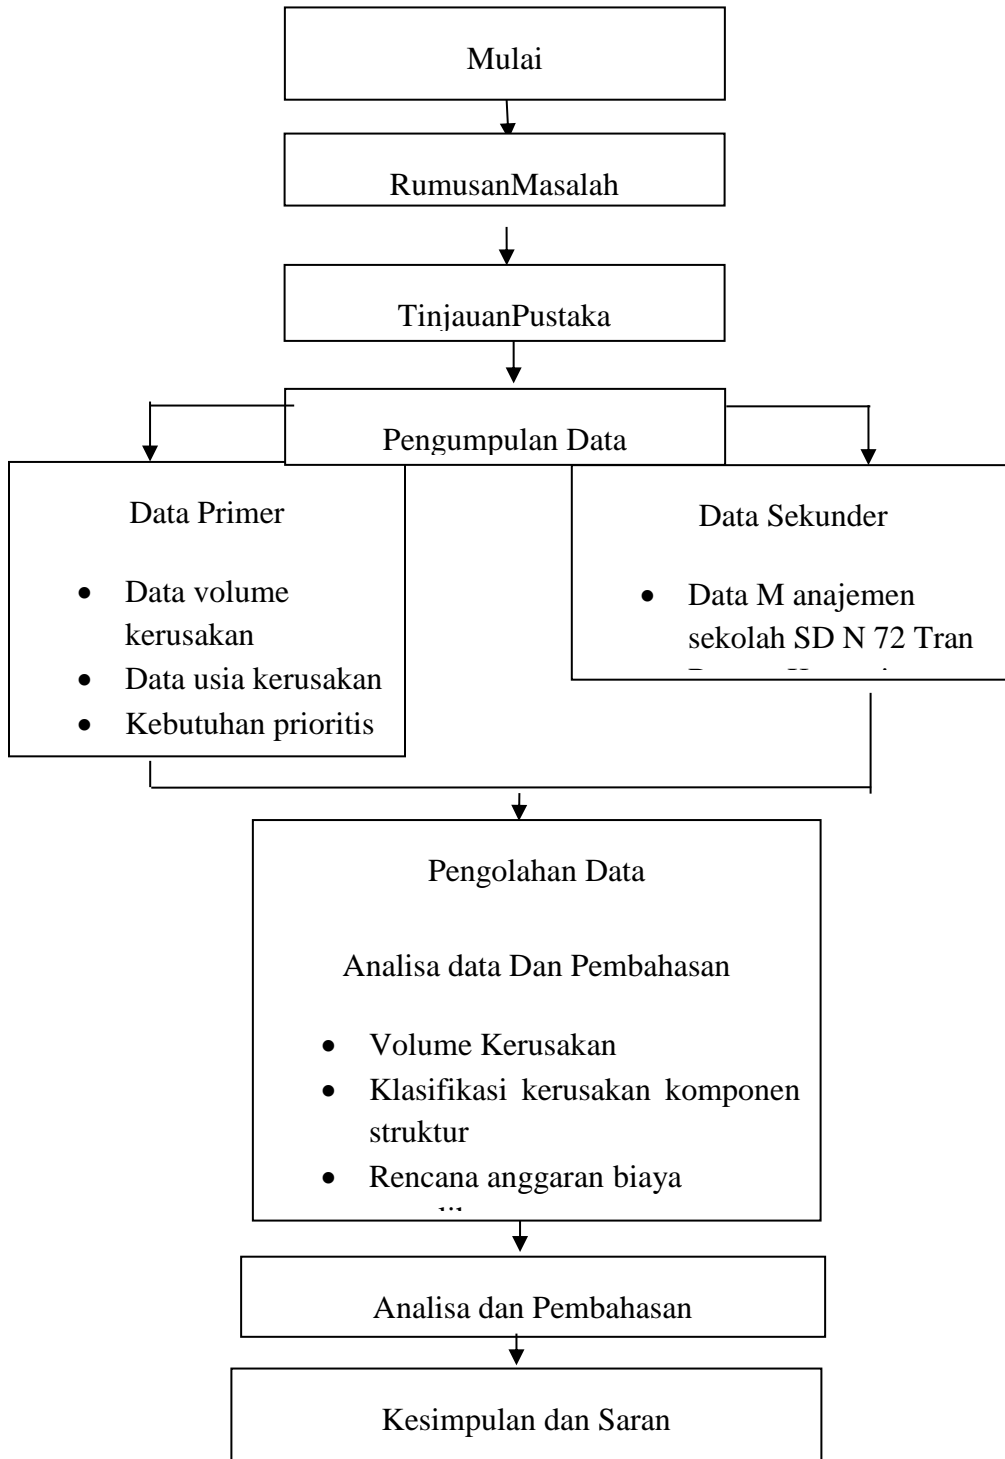 Mulai
RumusanMasalah
TinjauanPustaka
Pengumpulan Data
Data Primer
• Data volume
kerusakan
• Data usia kerusakan
• Kebutuhan prioritis
Data Sekunder
• Data M anajemen
sekolah SD N 72 Tran
Pengolahan Data
Analisa data Dan Pembahasan
• Volume Kerusakan
• Klasifikasi kerusakan komponen
struktur
• Rencana anggaran biaya
Analisa dan Pembahasan
Kesimpulan dan Saran